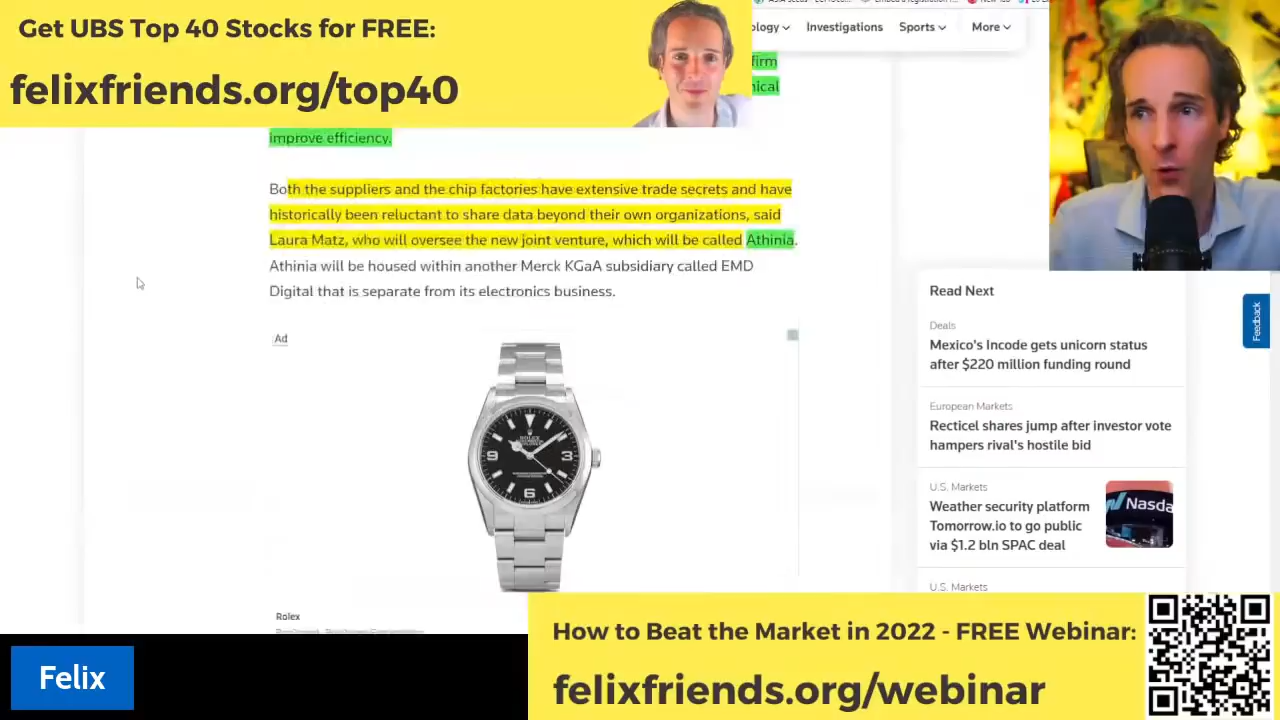 Get UBS Top 40 Stocks for FREE:
felixfriends.org/top40
ology
Investigations
Sports
More
firm
nical
improve efficiency.
Both the suppliers and the chip factories have extensive trade secrets and have
historically been reluctant to share data beyond their own organizations, said
Laura Matz, who will oversee the new joint venture, which will be called Athinia.
Athinia will be housed within another Merck KGaA subsidiary called EMD
Digital that is separate from its electronics business.
Ad
ROLEX
9
3
6
Rolex
Read Next
Deals
Mexico's Incode gets unicorn status
after $220 million funding round
European Markets
Recticel shares jump after investor vote
hampers rival's hostile bid
U.S. Markets
Weather security platform
Tomorrow.io to go public
via $1.2 bln SPAC deal
Nasda
U.S. Markets
Feedback
How to Beat the Market in 2022 - FREE Webinar:
felixfriends.org/webinar
Felix